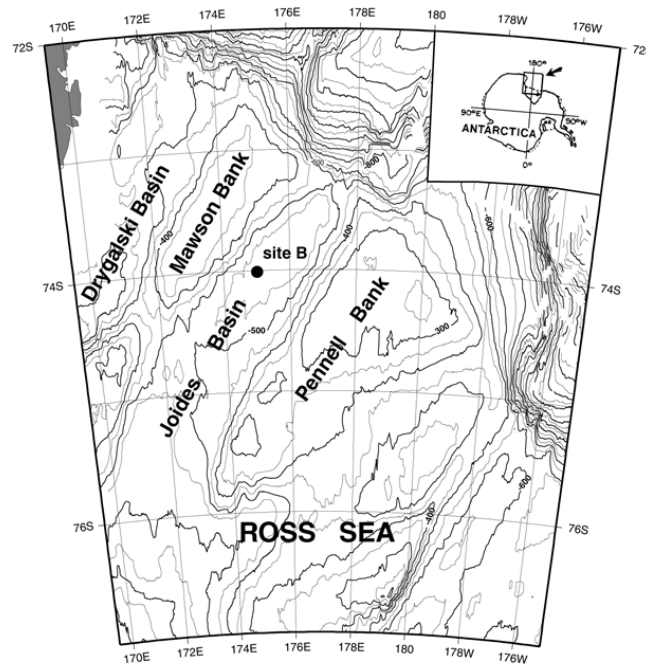 170E 172E 174E 176E 178E 180 178W 176W
72S
72
180°
90°E
90°W
ANTARCTICA
0°
-800
-600
-400
-400
Drygalski Basin
Mawson Bank
site B
74S
74S
Joides Basin
-500
Pennell Bank
300
-600
-400
76S
76S
ROSS SEA
170E 172E 174E 176E 178E 180 178W 176W